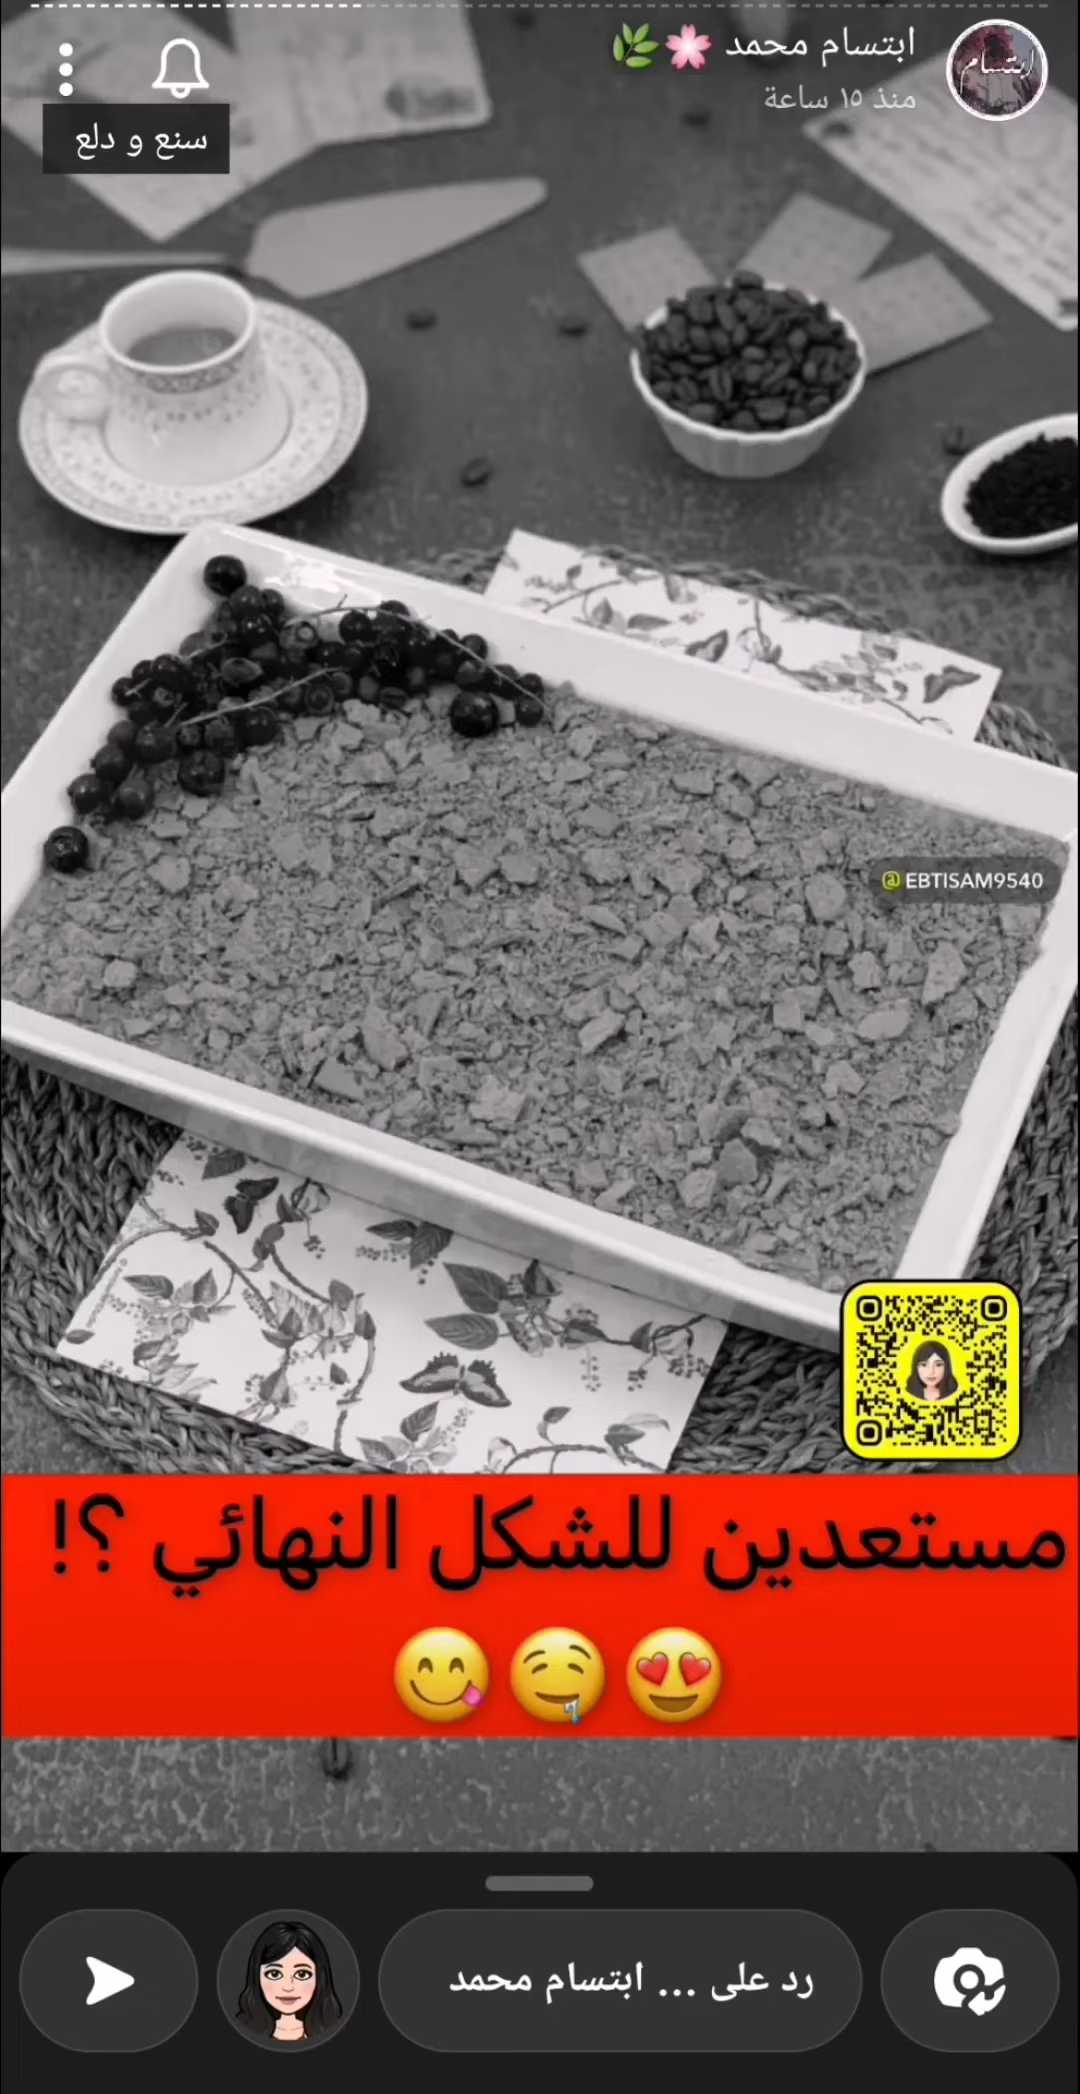 ابتسام محمد 🌸🌿
منذ ١٥ ساعة
سنع و دلع
@EBTISAM9540
مستعدين للشكل النهائي ؟!
😍🤤😋
رد على ... ابتسام محمد